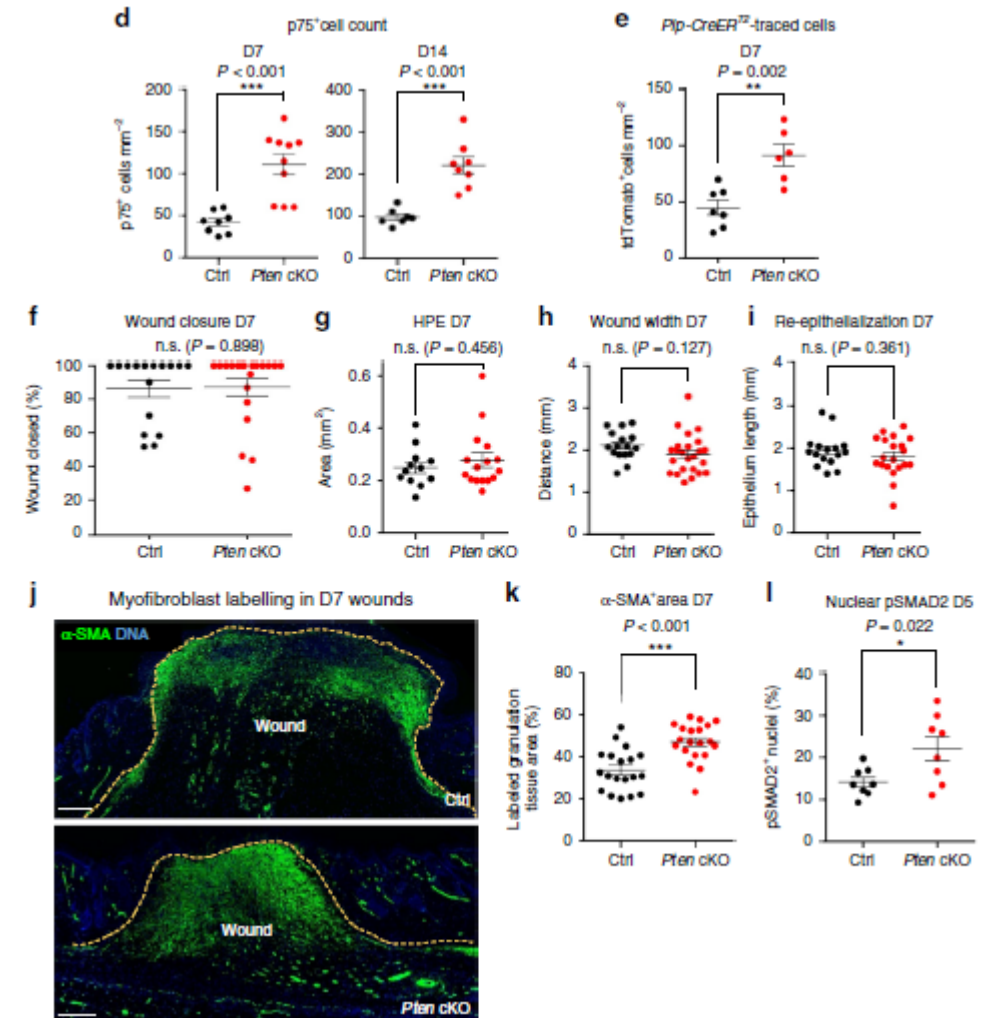 d
p75⁺cell count
D7
P < 0.001
***
p75⁺ cells mm⁻²
200
150
100
50
0
Ctrl
Pten cKO
D14
P < 0.001
***
400
300
200
100
0
Ctrl
Pten cKO
e
Plp-CreERT2-traced cells
D7
P = 0.002
**
tdTomato⁺cells mm⁻²
150
100
50
0
Ctrl
Pten cKO
f
Wound closure D7
n.s. (P = 0.898)
Wound closed (%)
100
80
60
40
20
0
Ctrl
Pten cKO
g
HPE D7
n.s. (P = 0.456)
Area (mm²)
0.6
0.4
0.2
0.0
Ctrl
Pten cKO
h
Wound width D7
n.s. (P = 0.127)
Distance (mm)
4
3
2
1
0
Ctrl
Pten cKO
i
Re-epithelialization D7
n.s. (P = 0.361)
Epithelium length (mm)
4
3
2
1
0
Ctrl
Pten cKO
j
Myofibroblast labelling in D7 wounds
α-SMA DNA
Wound
Ctrl
Wound
Pten cKO
k
α-SMA⁺area D7
P < 0.001
***
Labeled granulation
tissue area (%)
80
60
40
20
0
Ctrl
Pten cKO
l
Nuclear pSMAD2 D5
P = 0.022
*
pSMAD2⁺nuclei (%)
40
30
20
10
0
Ctrl
Pten cKO